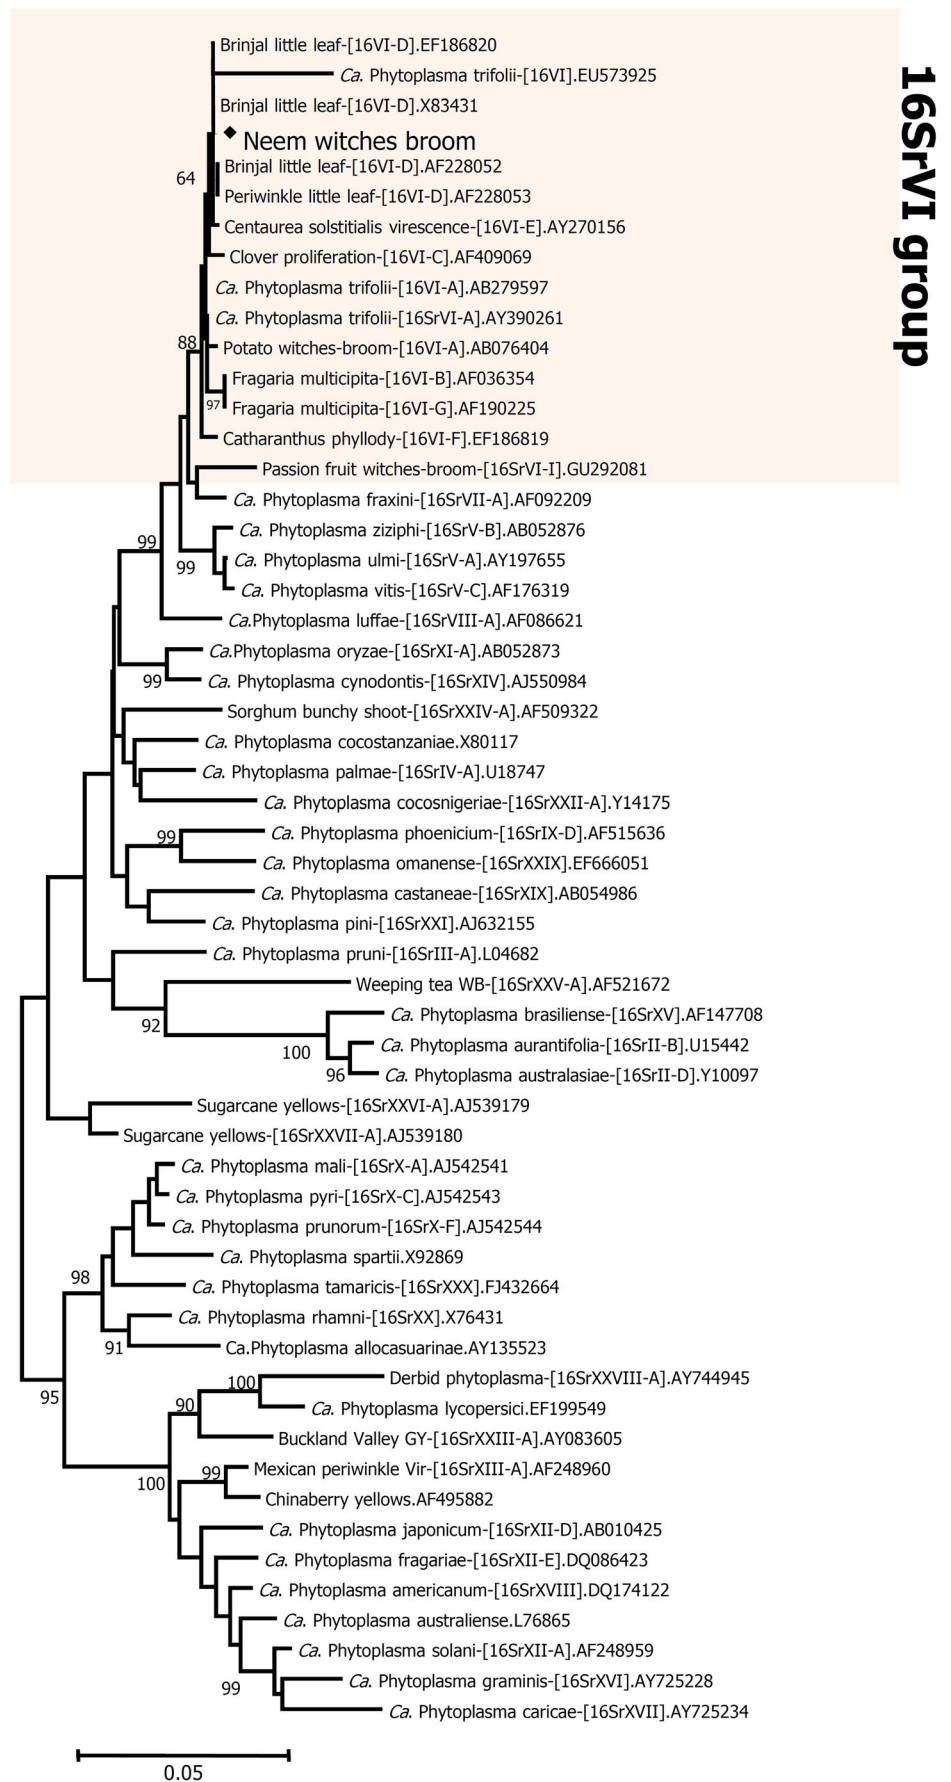 Brinjal little leaf-[16VI-D].EF186820
Ca. Phytoplasma trifolii-[16VI].EU573925
Brinjal little leaf-[16VI-D].X83431
Neem witches broom
Brinjal little leaf-[16VI-D].AF228052
64
Periwinkle little leaf-[16VI-D].AF228053
Centaurea solstitialis virescence-[16VI-E].AY270156
Clover proliferation-[16VI-C].AF409069
Ca. Phytoplasma trifolii-[16VI-A].AB279597
Ca. Phytoplasma trifolii-[16SrVI-A].AY390261
88
Potato witches-broom-[16VI-A].AB076404
Fragaria multicipita-[16VI-B].AF036354
97
Fragaria multicipita-[16VI-G].AF190225
Catharanthus phyllody-[16VI-F].EF186819
Passion fruit witches-broom-[16SrVI-I].GU292081
16SrVI group
Ca. Phytoplasma fraxini-[16SrVII-A].AF092209
Ca. Phytoplasma ziziphi-[16SrV-B].AB052876
99
Ca. Phytoplasma ulmi-[16SrV-A].AY197655
99
Ca. Phytoplasma vitis-[16SrV-C].AF176319
Ca.Phytoplasma luffae-[16SrVIII-A].AF086621
Ca.Phytoplasma oryzae-[16SrXI-A].AB052873
99
Ca. Phytoplasma cynodontis-[16SrXIV].AJ550984
Sorghum bunchy shoot-[16SrXXIV-A].AF509322
Ca. Phytoplasma cocostanzaniae.X80117
Ca. Phytoplasma palmae-[16SrIV-A].U18747
Ca. Phytoplasma cocosnigeriae-[16SrXXII-A].Y14175
99
Ca. Phytoplasma phoenicium-[16SrIX-D].AF515636
Ca. Phytoplasma omanense-[16SrXXIX].EF666051
Ca. Phytoplasma castaneae-[16SrXIX].AB054986
Ca. Phytoplasma pini-[16SrXXI].AJ632155
Ca. Phytoplasma pruni-[16SrIII-A].L04682
Weeping tea WB-[16SrXXV-A].AF521672
92
Ca. Phytoplasma brasiliense-[16SrXV].AF147708
100
Ca. Phytoplasma aurantifolia-[16SrII-B].U15442
96
Ca. Phytoplasma australasiae-[16SrII-D].Y10097
Sugarcane yellows-[16SrXXVI-A].AJ539179
Sugarcane yellows-[16SrXXVII-A].AJ539180
Ca. Phytoplasma mali-[16SrX-A].AJ542541
Ca. Phytoplasma pyri-[16SrX-C].AJ542543
Ca. Phytoplasma prunorum-[16SrX-F].AJ542544
Ca. Phytoplasma spartii.X92869
98
Ca. Phytoplasma tamaricis-[16SrXXX].FJ432664
Ca. Phytoplasma rhamni-[16SrXX].X76431
91
Ca.Phytoplasma allocasuarinae.AY135523
95
100
Derbid phytoplasma-[16SrXXVIII-A].AY744945
90
Ca. Phytoplasma lycopersici.EF199549
Buckland Valley GY-[16SrXXIII-A].AY083605
100
99
Mexican periwinkle Vir-[16SrXIII-A].AF248960
Chinaberry yellows.AF495882
Ca. Phytoplasma japonicum-[16SrXII-D].AB010425
Ca. Phytoplasma fragariae-[16SrXII-E].DQ086423
Ca. Phytoplasma americanum-[16SrXVIII].DQ174122
Ca. Phytoplasma australiense.L76865
Ca. Phytoplasma solani-[16SrXII-A].AF248959
99
Ca. Phytoplasma graminis-[16SrXVI].AY725228
Ca. Phytoplasma caricae-[16SrXVII].AY725234
0.05